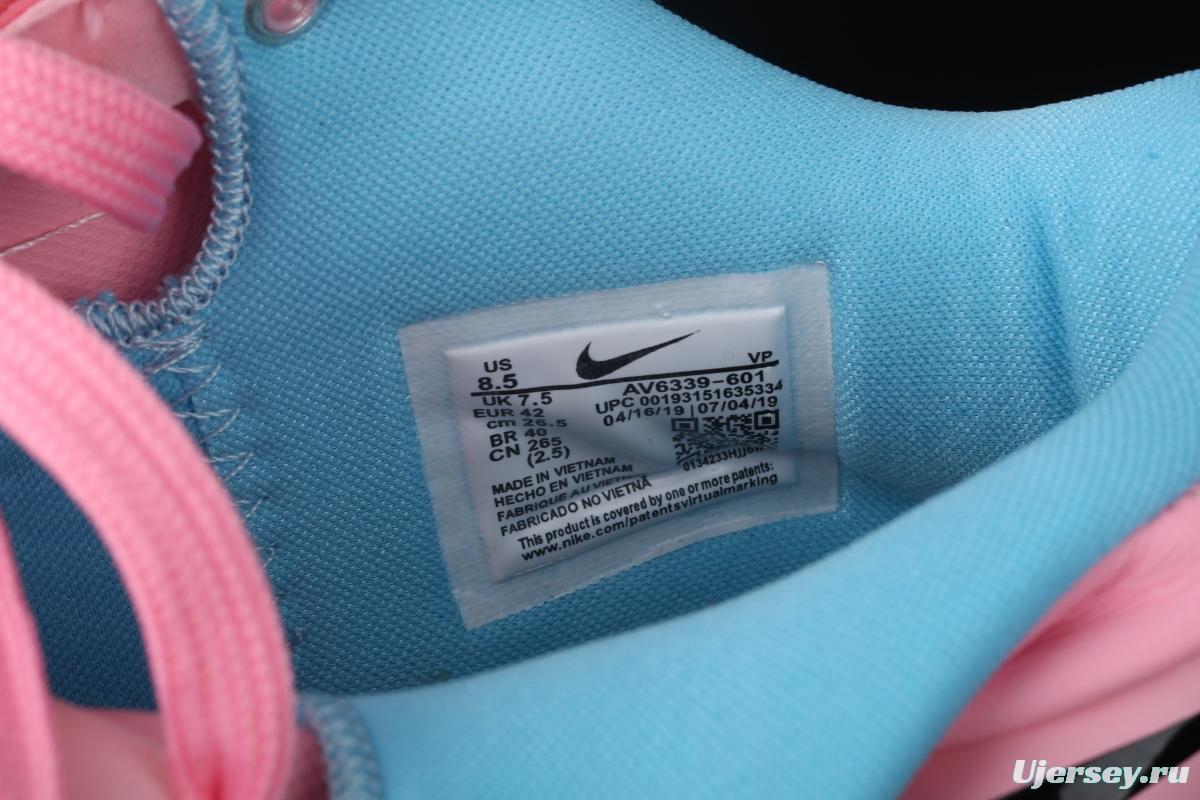 US
8.5
VP
UK 7.5
AV6339-601
EUR 42
UPC 00193151635334
cm 26.5
04/16/19 | 07/04/19
BR 40
CN 265
(2.5)
MADE IN VIETNAM
HECHO EN VIETNAM
FABRIQUE AU
FABRICADO NO VIETNÃ
This product is covered by one or more patents:
www.nike.com/patentsvirtualmarking
Ujersey.ru